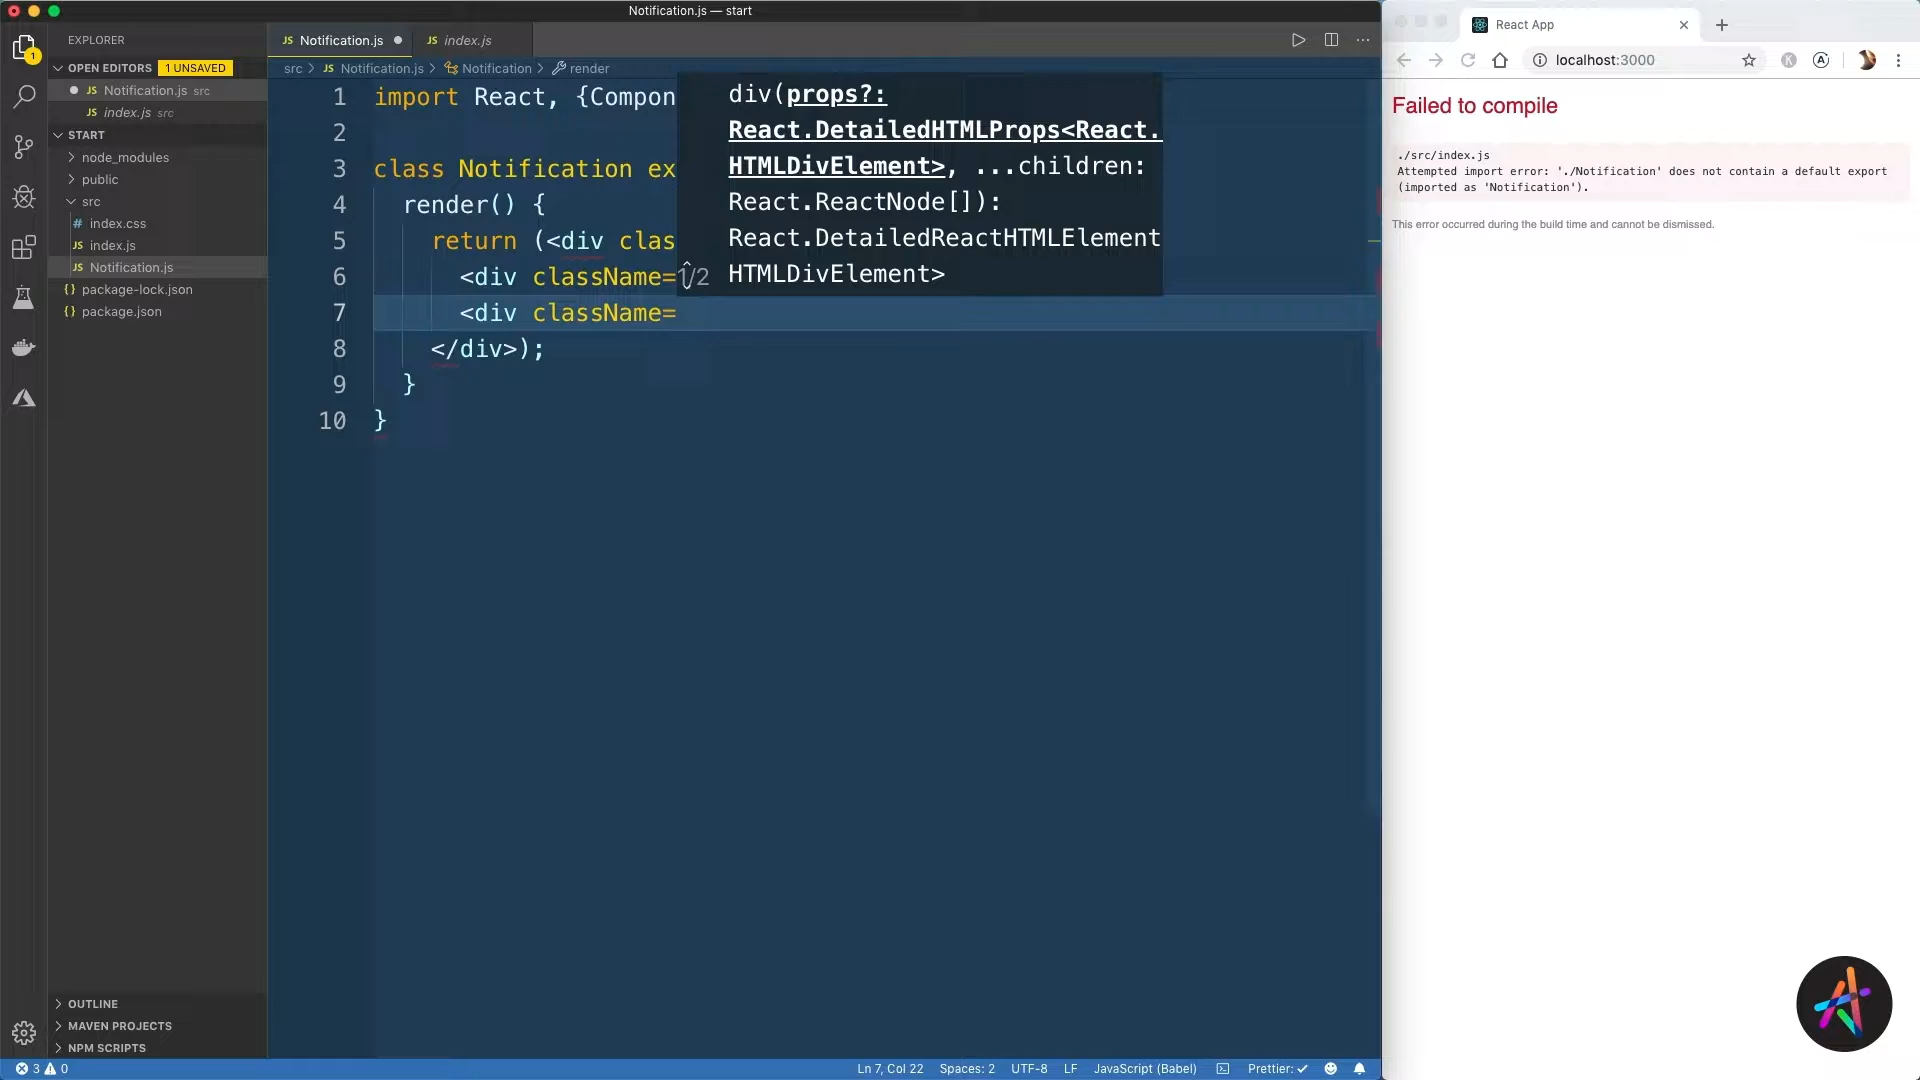 Notification.js — start
EXPLORER
OPEN EDITORS 1 UNSAVED
Notification.js src
index.js src
START
node_modules
public
src
index.css
index.js
Notification.js
package-lock.json
package.json
OUTLINE
MAVEN PROJECTS
NPM SCRIPTS
1
JS Notification.js
JS index.js
src > JS Notification.js > Notification > render
1 import React, {Compon
2
3 class Notification ex
4 render() {
5 return (<div clas
6 <div className=
7 <div className=
8 </div>);
9 }
10 }
div(props?:
React.DetailedHTMLProps<React.
HTMLDivElement>, ...children:
React.ReactNode[]):
React.DetailedReactHTMLElement
1/2 HTMLDivElement>
3 0
Ln 7, Col 22 Spaces: 2 UTF-8 LF JavaScript (Babel) Prettier: ✓
React App
localhost:3000
K A
Failed to compile
./src/index.js
Attempted import error: './Notification' does not contain a default export
(imported as 'Notification').
This error occurred during the build time and cannot be dismissed.